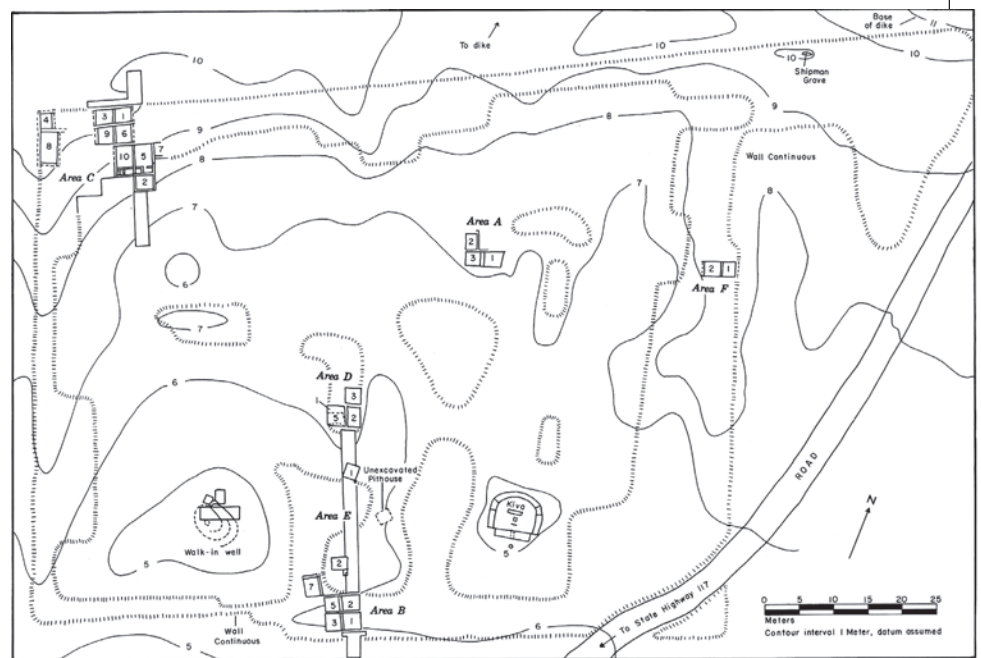 Base
of dike
11
10
10
10
To dike
Shipman
Grave
9
4
3 1
8
9 6
9
8
10 5 7
8
Wall Continuous
Area C
2
7
7
8
Area A
2
3 1
2 1
6
Area F
7
6
Area D
3
1
5 2
1
Unexcavated
Pithouse
ROAD
Kiva
Area E
N
5
Walk-in well
5
2
7
5 2
Area B
3 1
6
To State Highway 117
Wall
Continuous
5
0 5 10 15 20 25
Meters
Contour interval 1 Meter, datum assumed